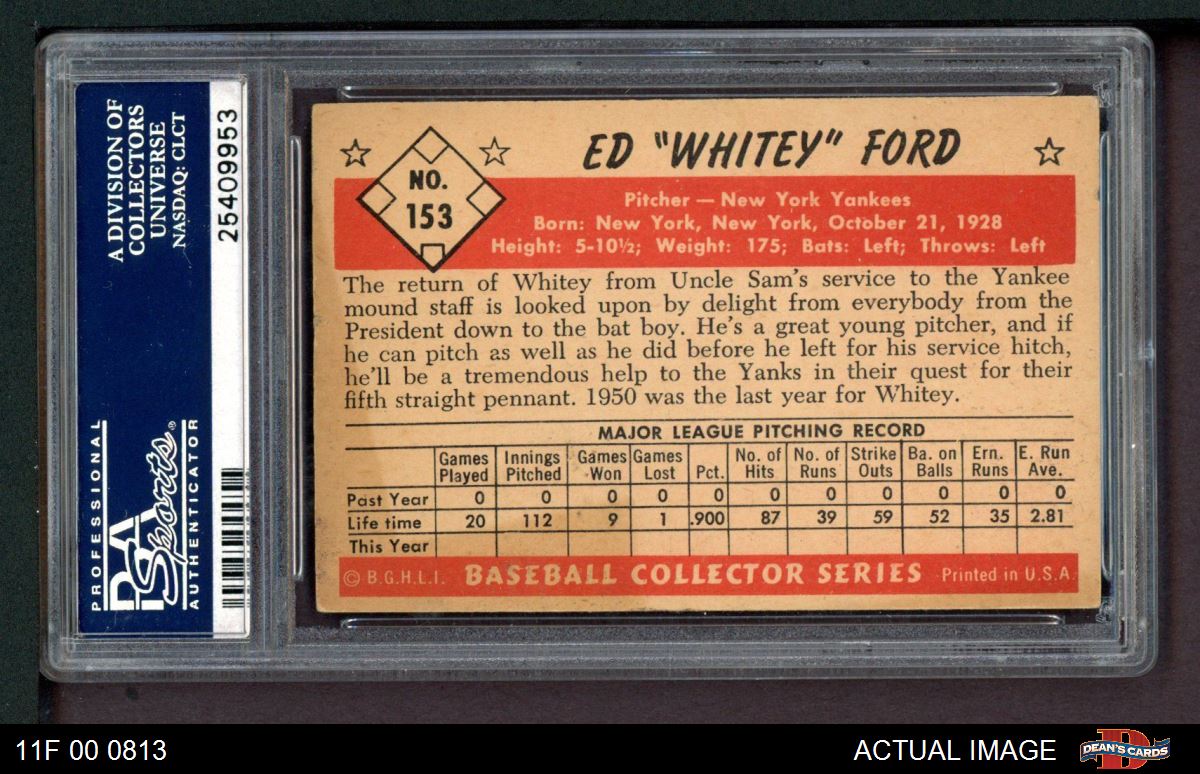 A DIVISION OF
COLLECTORS
UNIVERSE
NASDAQ: CLCT
25409953
PROFESSIONAL
PSA
Sports®
AUTHENTICATOR
ED "WHITEY" FORD
NO.
153
Pitcher — New York Yankees
Born: New York, New York, October 21, 1928
Height: 5-10½; Weight: 175; Bats: Left; Throws: Left
The return of Whitey from Uncle Sam's service to the Yankee
mound staff is looked upon by delight from everybody from the
President down to the bat boy. He's a great young pitcher, and if
he can pitch as well as he did before he left for his service hitch,
he'll be a tremendous help to the Yanks in their quest for their
fifth straight pennant. 1950 was the last year for Whitey.
MAJOR LEAGUE PITCHING RECORD
Games Played Innings Pitched Games Won Games Lost Pct. No. of Hits No. of Runs Strike Outs Ba. on Balls Ern. Runs E. Run Ave.
Past Year 0 0 0 0 0 0 0 0 0 0 0
Life time 20 112 9 1 .900 87 39 59 52 35 2.81
This Year
© B.G.H.L.I. BASEBALL COLLECTOR SERIES Printed in U.S.A.
11F 00 0813
ACTUAL IMAGE
DEAN'S CARDS